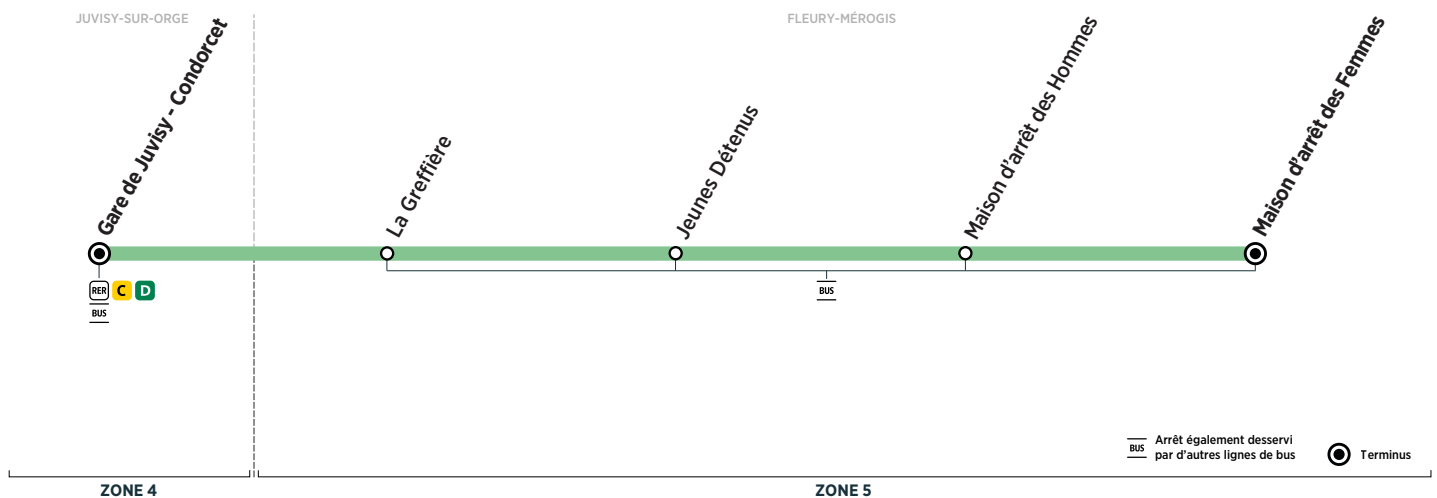 JUVISY-SUR-ORGE
FLEURY-MÉROGIS
Gare de Juvisy - Condorcet
La Greffière
Jeunes Détenus
Maison d'arrêt des Hommes
Maison d'arrêt des Femmes
RER C D
BUS
BUS
BUS
Arrêt également desservi
par d'autres lignes de bus
Terminus
ZONE 4
ZONE 5